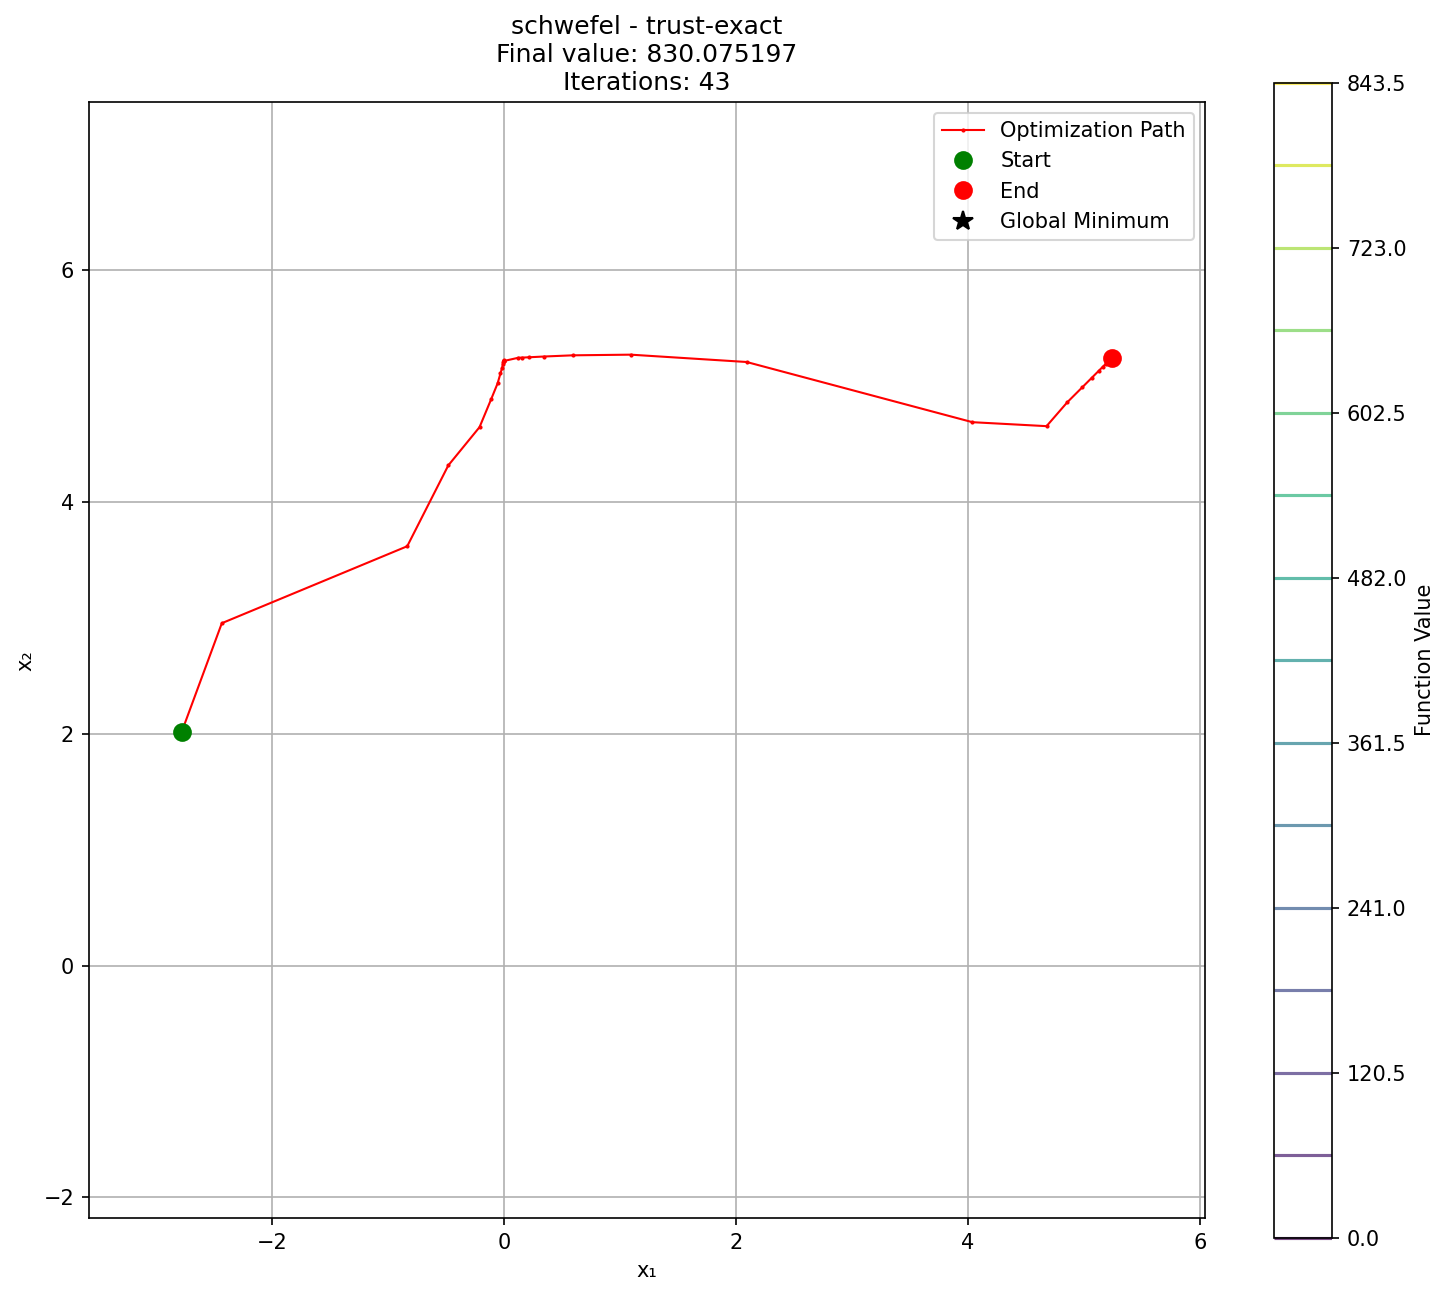 schwefel - trust-exact
Final value: 830.075197
Iterations: 43
Optimization Path
Start
End
Global Minimum
6
4
2
0
−2
x₂
−2
0
2
4
6
x₁
843.5
723.0
602.5
482.0
361.5
241.0
120.5
0.0
Function Value